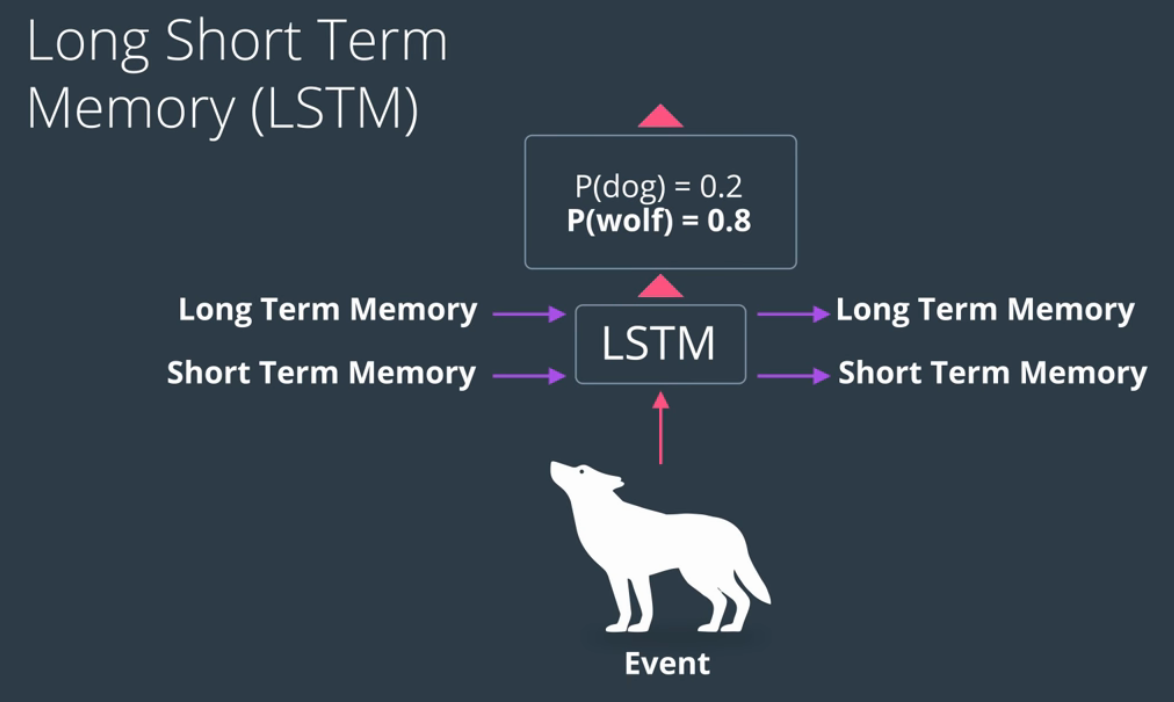 Long Short Term
Memory (LSTM)
P(dog) = 0.2
P(wolf) = 0.8
Long Term Memory
LSTM
Long Term Memory
Short Term Memory
Short Term Memory
Event